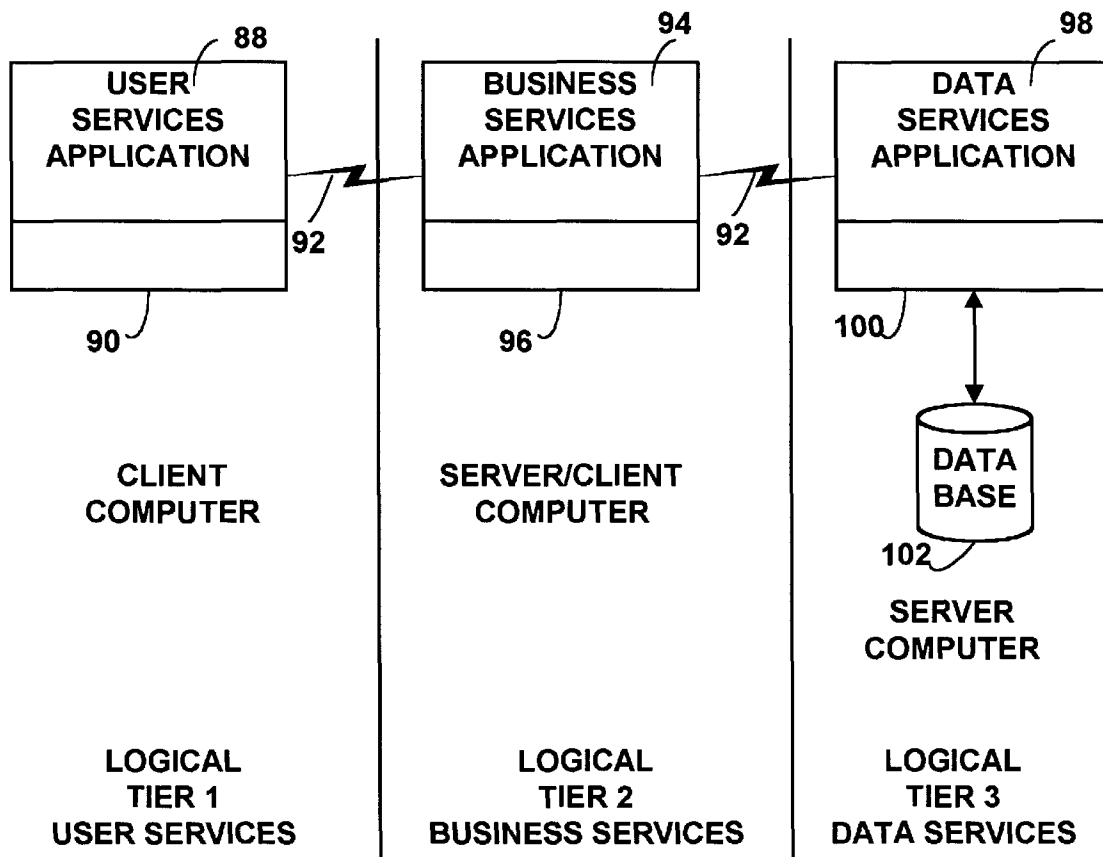 88
USER
SERVICES
APPLICATION
92
90
CLIENT
COMPUTER
LOGICAL
TIER 1
USER SERVICES
94
BUSINESS
SERVICES
APPLICATION
92
96
SERVER/CLIENT
COMPUTER
LOGICAL
TIER 2
BUSINESS SERVICES
98
DATA
SERVICES
APPLICATION
100
DATA
BASE
102
SERVER
COMPUTER
LOGICAL
TIER 3
DATA SERVICES